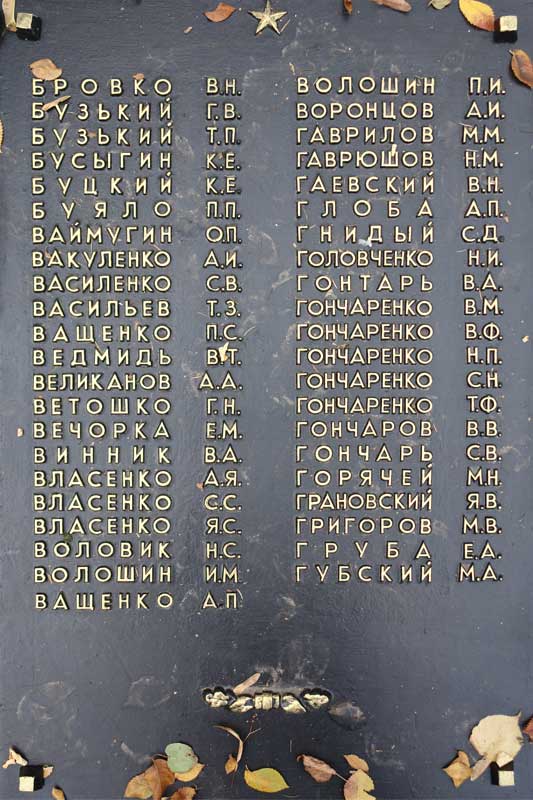 БРОВКО В.Н.
БУЗЬКИЙ Г.В.
БУЗЬКИЙ Т.П.
БУСЫГИН К.Е.
БУЦКИЙ К.Е.
БУЯЛО П.П.
ВАЙМУГИН О.П.
ВАКУЛЕНКО А.И.
ВАСИЛЕНКО С.В.
ВАСИЛЬЕВ Т.З.
ВАЩЕНКО П.С.
ВЕДМИДЬ В.Т.
ВЕЛИКАНОВ А.А.
ВЕТОШКО Г.Н.
ВЕЧОРКА Е.М.
ВИННИК В.А.
ВЛАСЕНКО А.Я.
ВЛАСЕНКО С.С.
ВЛАСЕНКО Я.С.
ВОЛОВИК Н.С.
ВОЛОШИН И.М.
ВАЩЕНКО А.П
ВОЛОШИН П.И.
ВОРОНЦОВ А.И.
ГАВРИЛОВ М.М.
ГАВРЮШОВ Н.М.
ГАЕВСКИЙ В.Н.
ГЛОБА А.П.
ГНИДЫЙ С.Д.
ГОЛОВЧЕНКО Н.И.
ГОНТАРЬ В.А.
ГОНЧАРЕНКО В.М.
ГОНЧАРЕНКО В.Ф.
ГОНЧАРЕНКО Н.П.
ГОНЧАРЕНКО С.Н.
ГОНЧАРЕНКО Т.Ф.
ГОНЧАРОВ В.В.
ГОНЧАРЬ С.В.
ГОРЯЧЕЙ М.Н.
ГРАНОВСКИЙ Я.В.
ГРИГОРОВ М.В.
ГРУБА Е.А.
ГУБСКИЙ М.А.